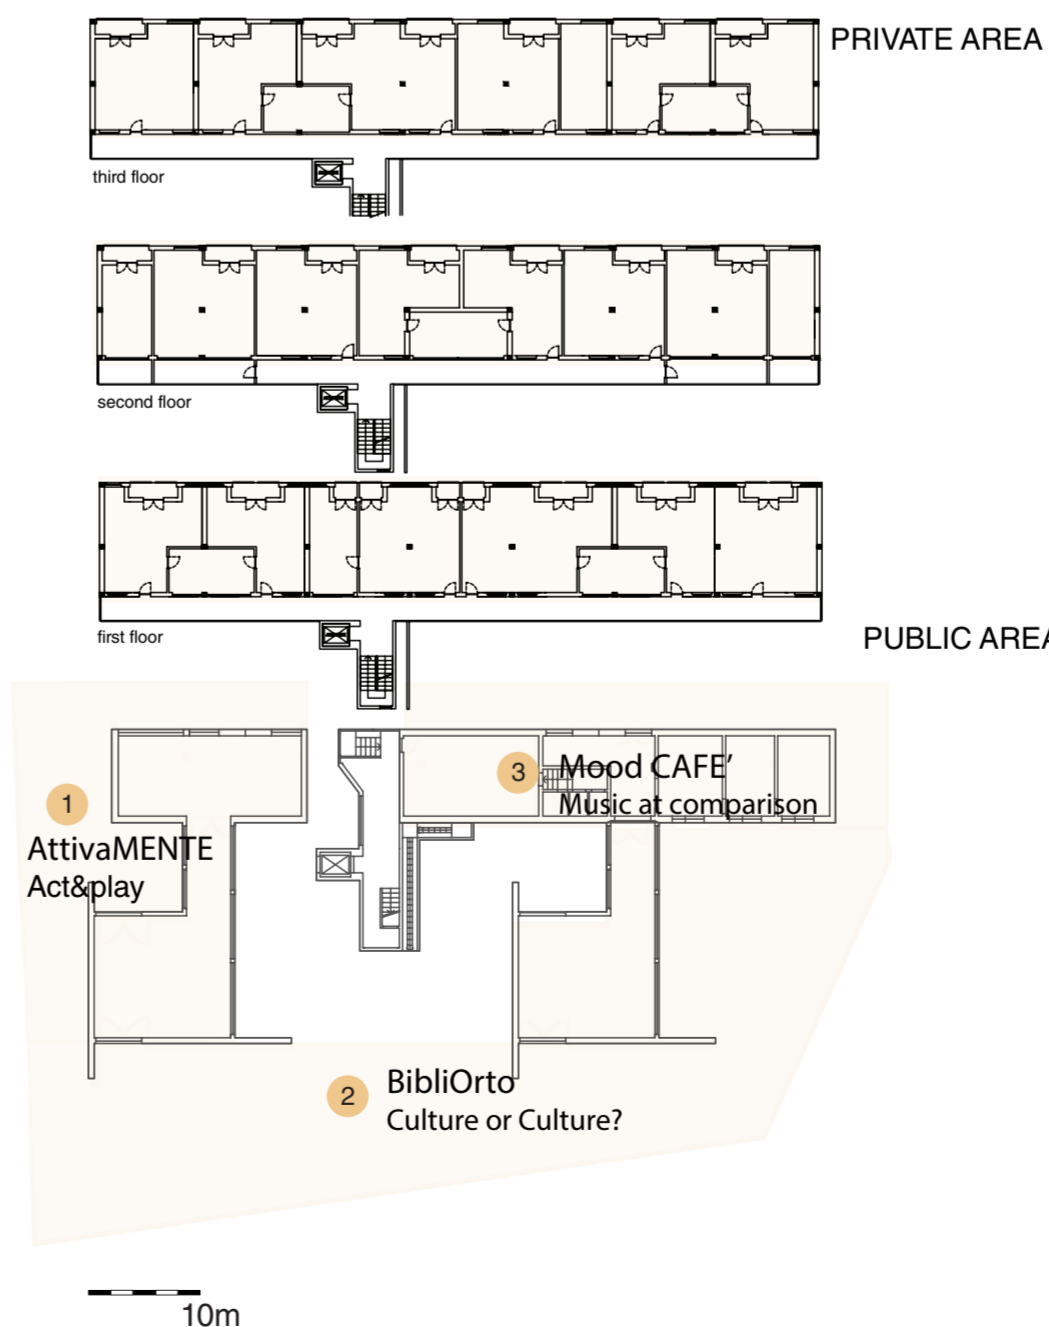 PRIVATE AREA
third floor
second floor
first floor
PUBLIC AREA
3
Mood CAFE’
Music at comparison
1
AttivaMENTE
Act&play
2
BibliOrto
Culture or Culture?
10m